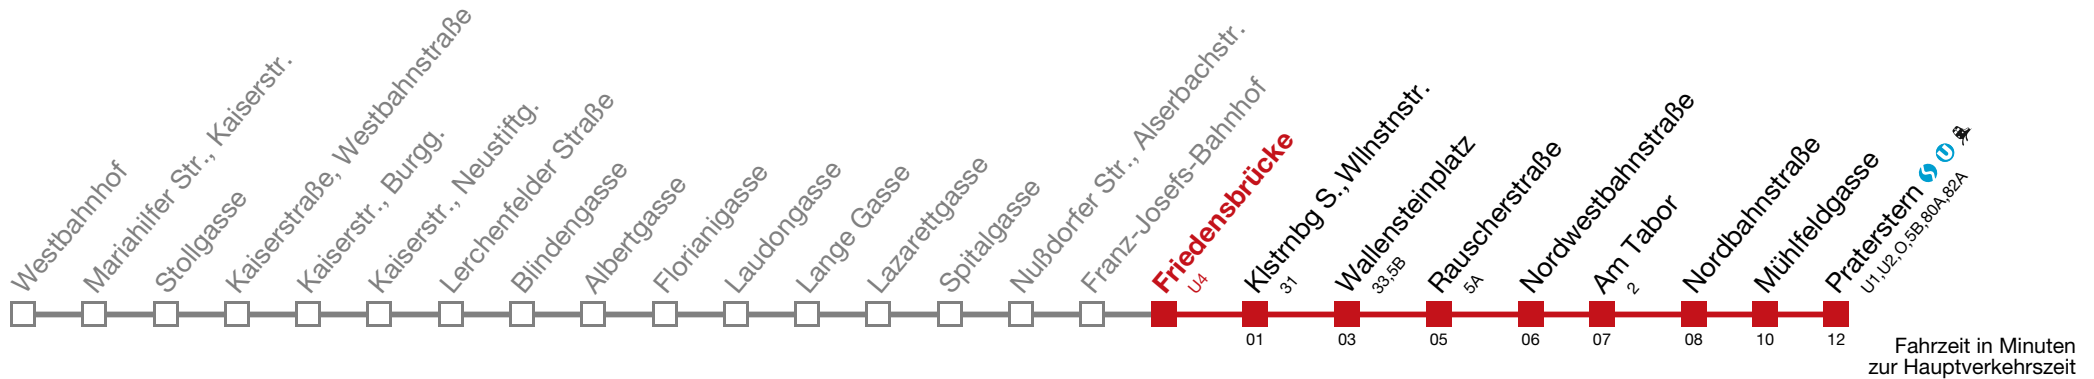 Westbahnhof
Mariahilfer Str., Kaiserstr.
Stollgasse
Kaiserstraße, Westbahnstraße
Kaiserstr., Burgg.
Kaiserstr., Neustiftg.
Lerchenfelder Straße
Blindengasse
Albertgasse
Florianigasse
Laudongasse
Lange Gasse
Lazarettgasse
Spitalgasse
Nußdorfer Str., Alserbachstr.
Franz-Josefs-Bahnhof
Friedensbrücke
U4
Klstrnbg S., Wllnstnstr.
31
01
Wallensteinplatz
33,5B
03
Rauscherstraße
5A
05
Nordwestbahnstraße
06
Am Tabor
2
07
Nordbahnstraße
08
Mühlfeldgasse
10
Praterstern S U
U1,U2,O,5B,80A,82A
12
Fahrzeit in Minuten
zur Hauptverkehrszeit